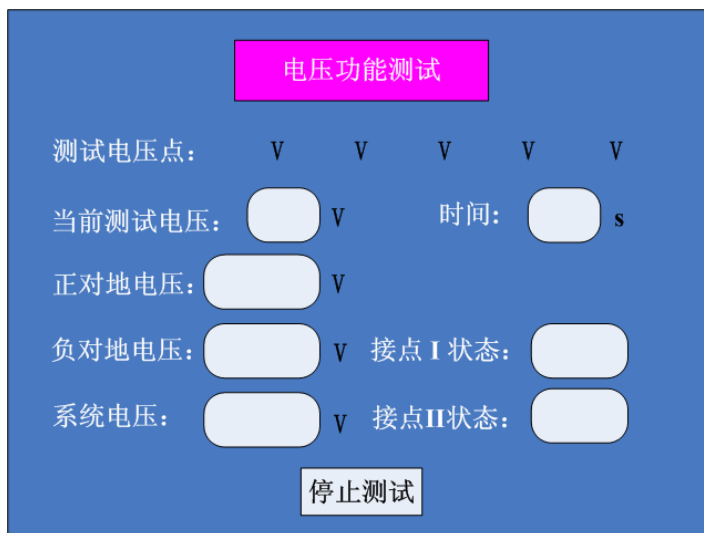 电压功能测试
测试电压点： V V V V V
当前测试电压： V 时间： s
正对地电压： V
负对地电压： V 接点 I 状态：
系统电压： V 接点II状态：
停止测试